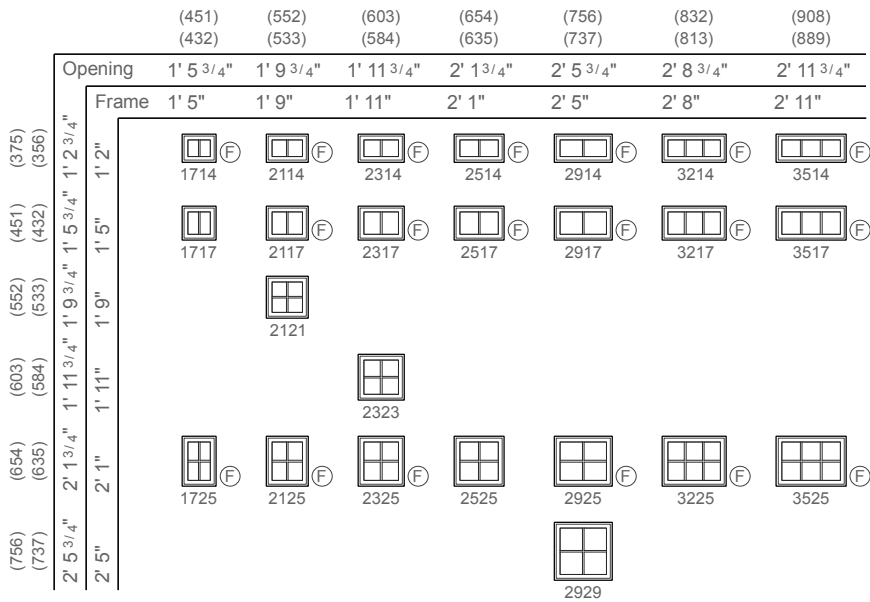 (451) (552) (603) (654) (756) (832) (908)
(432) (533) (584) (635) (737) (813) (889)
Opening 1' 5 3/4" 1' 9 3/4" 1' 11 3/4" 2' 1 3/4" 2' 5 3/4" 2' 8 3/4" 2' 11 3/4"
Frame 1' 5" 1' 9" 1' 11" 2' 1" 2' 5" 2' 8" 2' 11"
(375) (356) 1' 2 3/4" 1' 2"
F F F F F F F
1714 2114 2314 2514 2914 3214 3514
(451) (432) 1' 5 3/4" 1' 5"
F F F F F F
1717 2117 2317 2517 2917 3217 3517
(552) (533) 1' 9 3/4" 1' 9"
2121
(603) (584) 1' 11 3/4" 1' 11"
2323
(654) (635) 2' 1 3/4" 2' 1"
F F F F F F
1725 2125 2325 2525 2925 3225 3525
(756) (737) 2' 5 3/4" 2' 5"
2929